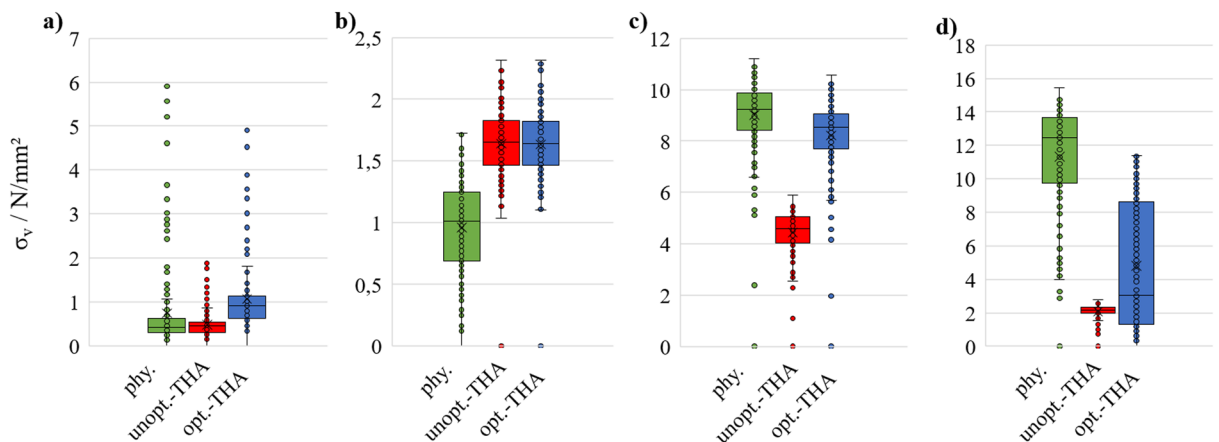 a)
7
6
5
4
3
2
1
0
σv / N/mm²
phy.
unopt.-THA
opt.-THA
b)
2,5
2
1,5
1
0,5
0
phy.
unopt.-THA
opt.-THA
c)
12
10
8
6
4
2
0
phy.
unopt.-THA
opt.-THA
d)
18
16
14
12
10
8
6
4
2
0
phy.
unopt.-THA
opt.-THA